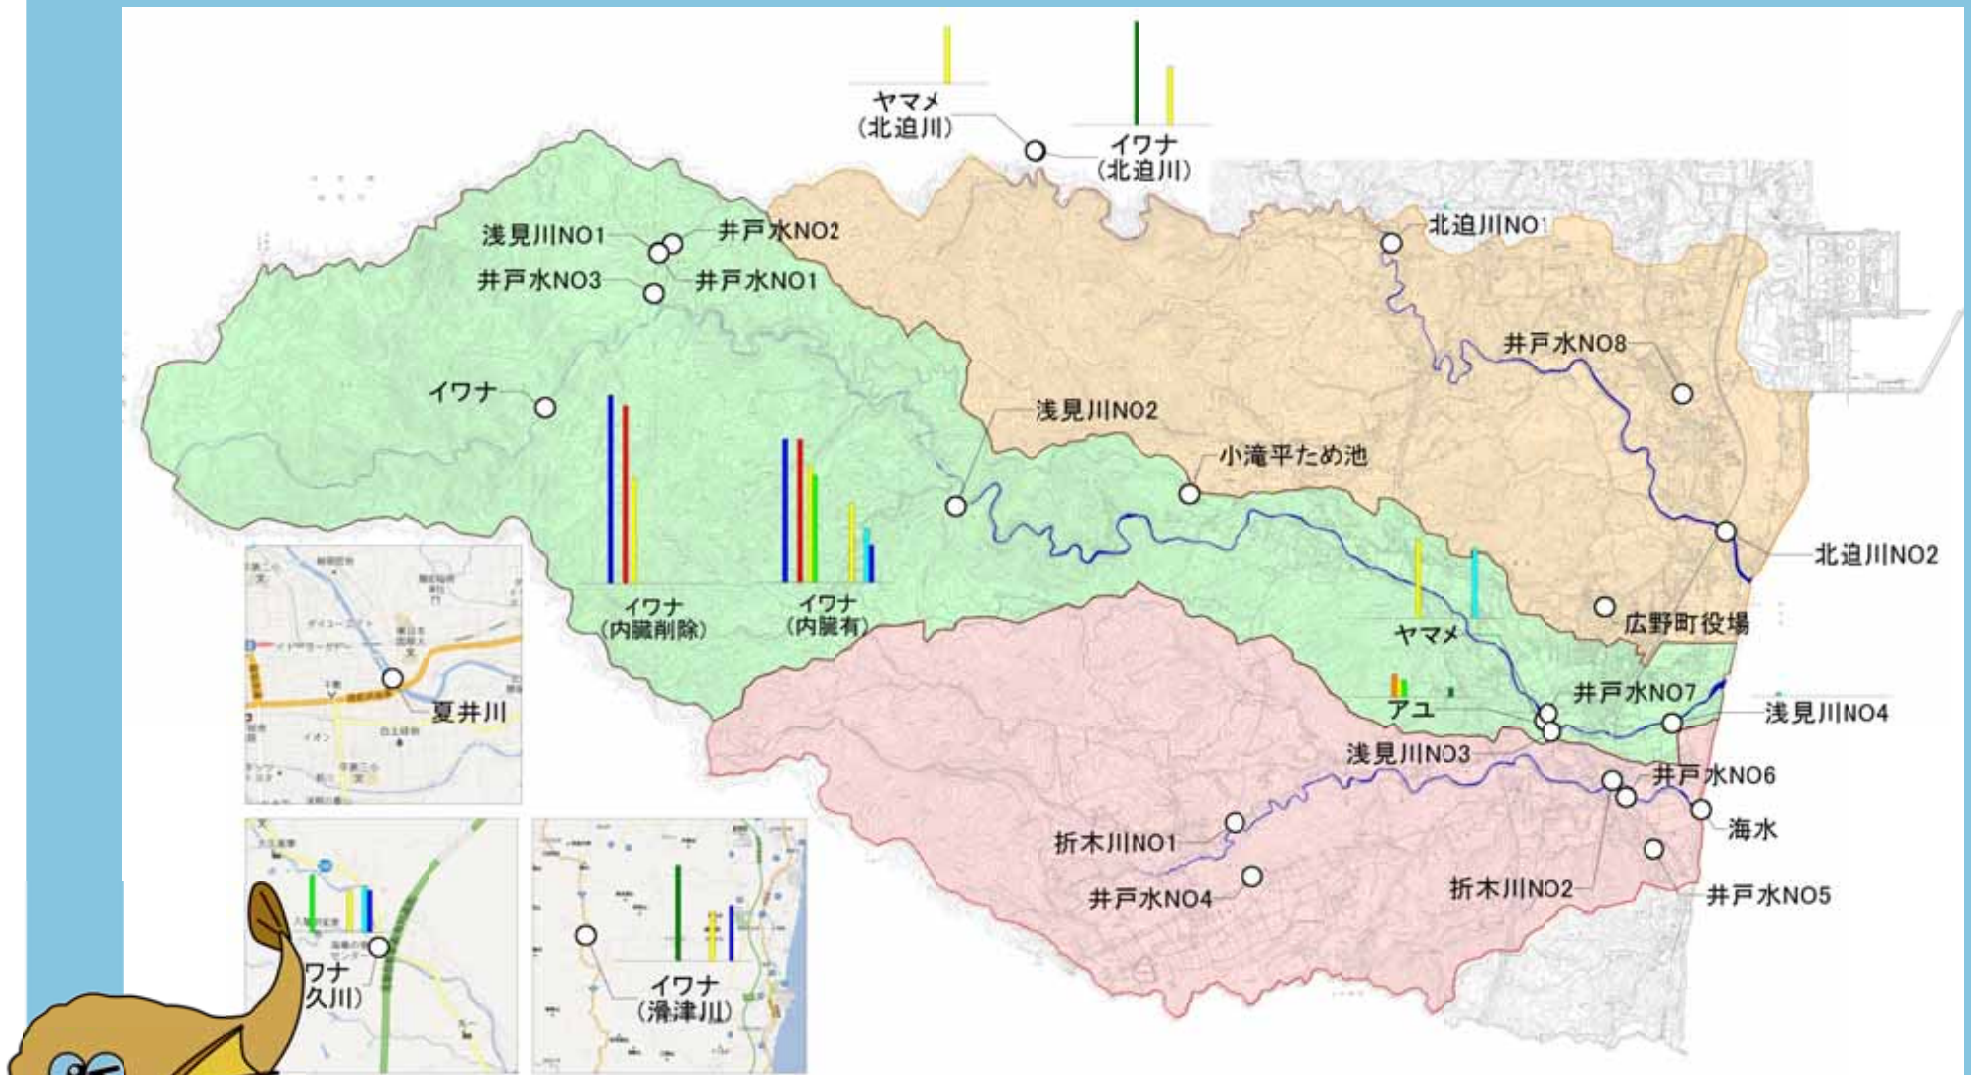 ヤマメ
(北迫川)
イワナ
(北迫川)
北迫川NO1
浅見川NO1
井戸水NO2
井戸水NO3
井戸水NO1
井戸水NO8
イワナ
浅見川NO2
小滝平ため池
北迫川NO2
イワナ
(内臓削除)
イワナ
(内臓有)
広野町役場
ヤマメ
井戸水NO7
アユ
浅見川NO4
夏井川
イオン
浅見川NO3
井戸水NO6
海水
折木川NO1
折木川NO2
井戸水NO4
井戸水NO5
ワナ
久川)
イワナ
(滑津川)